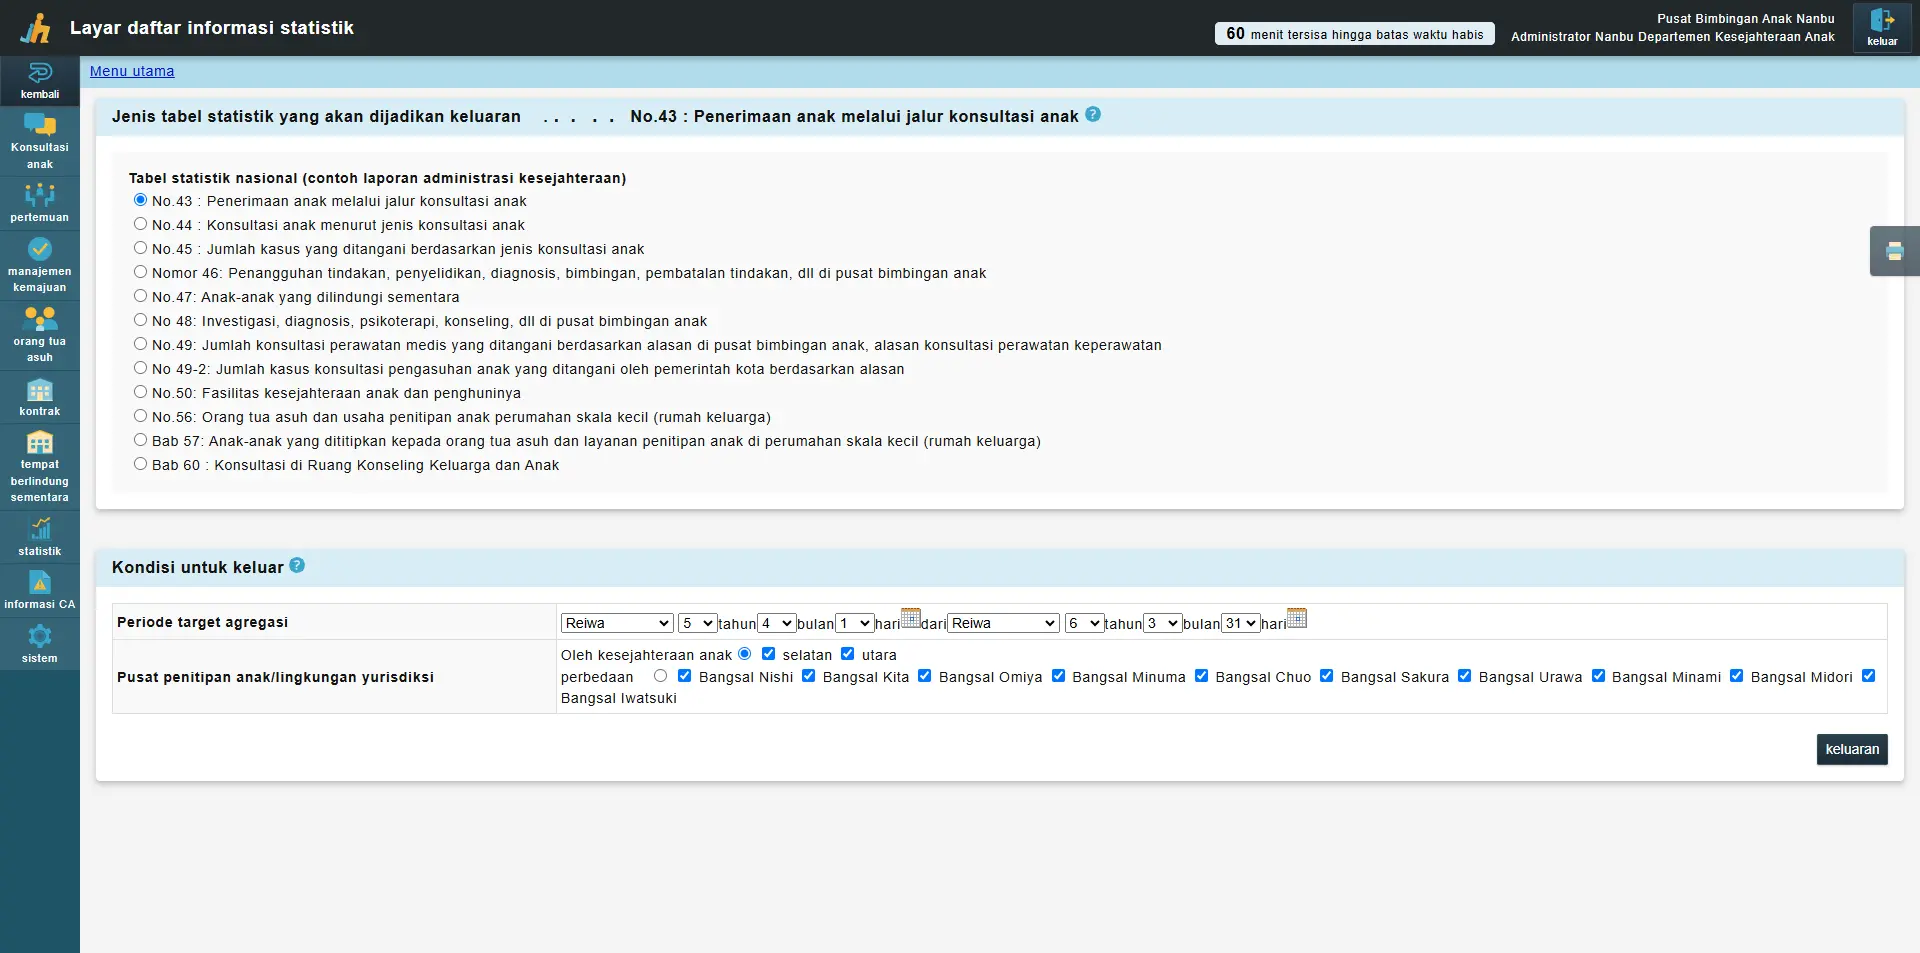 Layar daftar informasi statistik
60 menit tersisa hingga batas waktu habis
Pusat Bimbingan Anak Nanbu
Administrator Nanbu Departemen Kesejahteraan Anak
keluar
kembali
Menu utama
Konsultasi
anak
pertemuan
manajemen
kemajuan
orang tua
asuh
kontrak
tempat
berlindung
sementara
statistik
informasi CA
sistem
Jenis tabel statistik yang akan dijadikan keluaran . . . . . No.43 : Penerimaan anak melalui jalur konsultasi anak ?
Tabel statistik nasional (contoh laporan administrasi kesejahteraan)
No.43 : Penerimaan anak melalui jalur konsultasi anak
No.44 : Konsultasi anak menurut jenis konsultasi anak
No.45 : Jumlah kasus yang ditangani berdasarkan jenis konsultasi anak
Nomor 46: Penangguhan tindakan, penyelidikan, diagnosis, bimbingan, pembatalan tindakan, dll di pusat bimbingan anak
No.47: Anak-anak yang dilindungi sementara
No 48: Investigasi, diagnosis, psikoterapi, konseling, dll di pusat bimbingan anak
No.49: Jumlah konsultasi perawatan medis yang ditangani berdasarkan alasan di pusat bimbingan anak, alasan konsultasi perawatan keperawatan
No 49-2: Jumlah kasus konsultasi pengasuhan anak yang ditangani oleh pemerintah kota berdasarkan alasan
No.50: Fasilitas kesejahteraan anak dan penghuninya
No.56: Orang tua asuh dan usaha penitipan anak perumahan skala kecil (rumah keluarga)
Bab 57: Anak-anak yang dititipkan kepada orang tua asuh dan layanan penitipan anak di perumahan skala kecil (rumah keluarga)
Bab 60 : Konsultasi di Ruang Konseling Keluarga dan Anak
Kondisi untuk keluar ?
Periode target agregasi
Reiwa 5 tahun 4 bulan 1 hari dari Reiwa 6 tahun 3 bulan 31 hari
Pusat penitipan anak/lingkungan yurisdiksi
Oleh kesejahteraan anak selatan utara
perbedaan Bangsal Nishi Bangsal Kita Bangsal Omiya Bangsal Minuma Bangsal Chuo Bangsal Sakura Bangsal Urawa Bangsal Minami Bangsal Midori
Bangsal Iwatsuki
keluaran